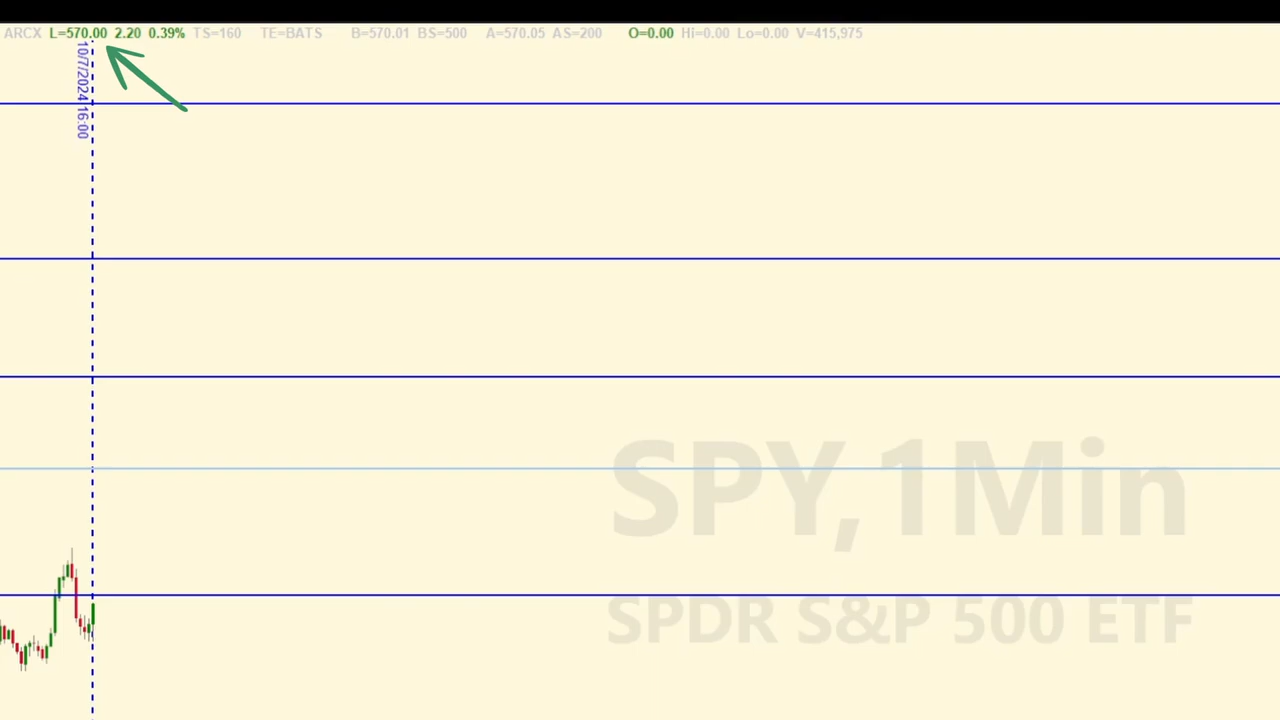 ARCX L=570.00 2.20 0.39% TS=160 TE=BATS B=570.01 BS=500 A=570.05 AS=200 O=0.00 Hi=0.00 Lo=0.00 V=415,975
10/7/2024 16:00
SPY,1Min
SPDR S&P 500 ETF